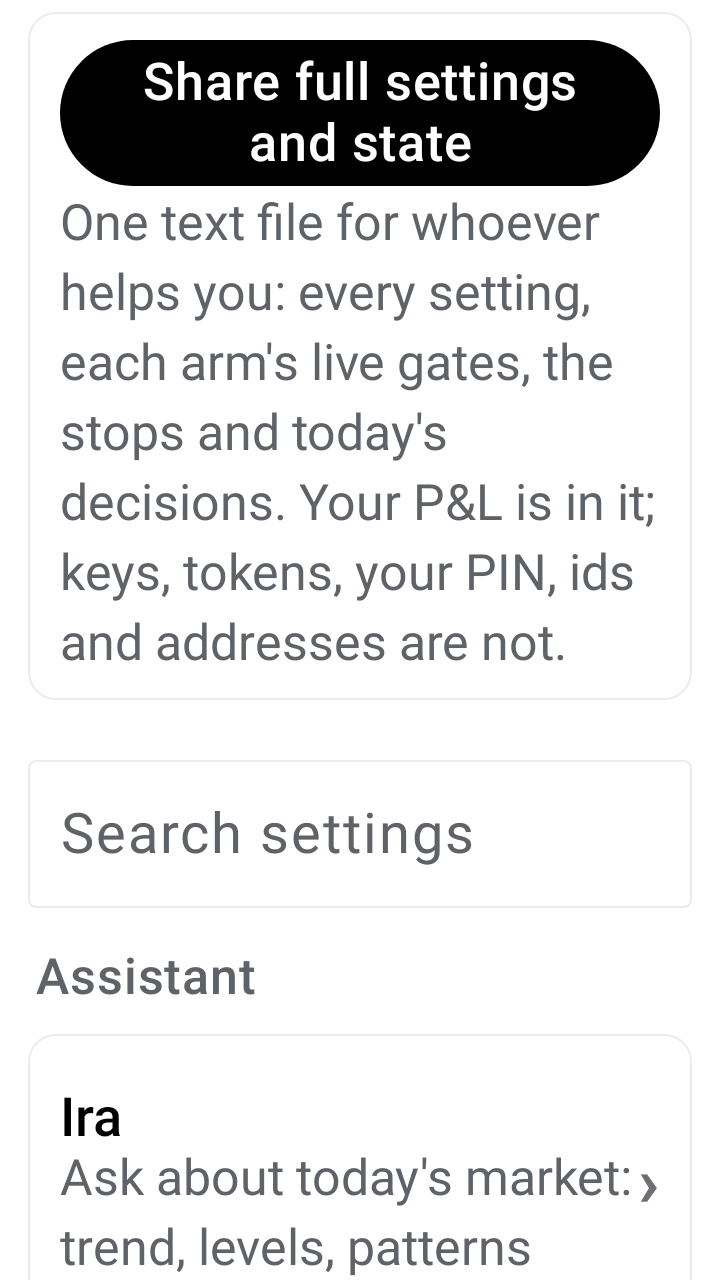 Share full settings
and state
One text file for whoever
helps you: every setting,
each arm's live gates, the
stops and today's
decisions. Your P&L is in it;
keys, tokens, your PIN, ids
and addresses are not.
Search settings
Assistant
Ira
Ask about today's market: ❯
trend, levels, patterns